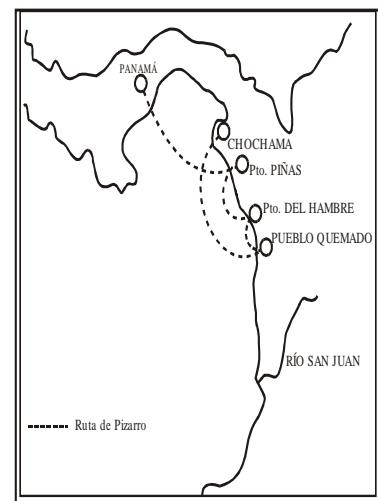 PANAMÁ
CHOCHAMA
Pto. PIÑAS
Pto. DEL HAMBRE
PUEBLO QUEMADO
RÍO SAN JUAN
Ruta de Pizarro